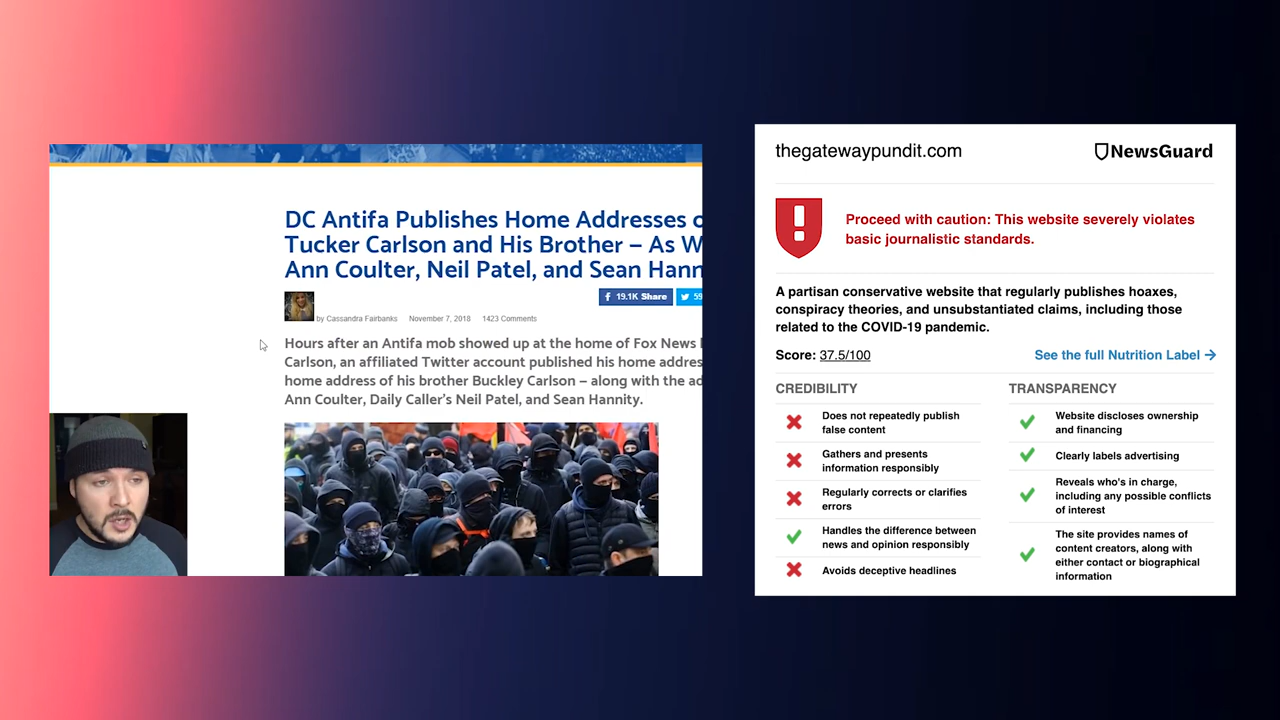 DC Antifa Publishes Home Addresses
Tucker Carlson and His Brother – As
Ann Coulter, Neil Patel, and Sean
19.1K Share
59
by Cassandra Fairbanks November 7, 2018 1423 Comments
Hours after an Antifa mob showed up at the home of Fox News
Carlson, an affiliated Twitter account published his home
home address of his brother Buckley Carlson – along with the
Ann Coulter, Daily Caller's Neil Patel, and Sean Hannity.
thegatewaypundit.com
NewsGuard
Proceed with caution: This website severely violates
basic journalistic standards.
A partisan conservative website that regularly publishes hoaxes,
conspiracy theories, and unsubstantiated claims, including those
related to the COVID-19 pandemic.
Score: 37.5/100
See the full Nutrition Label
CREDIBILITY
Does not repeatedly publish
false content
Gathers and presents
information responsibly
Regularly corrects or clarifies
errors
Handles the difference between
news and opinion responsibly
Avoids deceptive headlines
TRANSPARENCY
Website discloses ownership
and financing
Clearly labels advertising
Reveals who's in charge,
including any possible conflicts
of interest
The site provides names of
content creators, along with
either contact or biographical
information